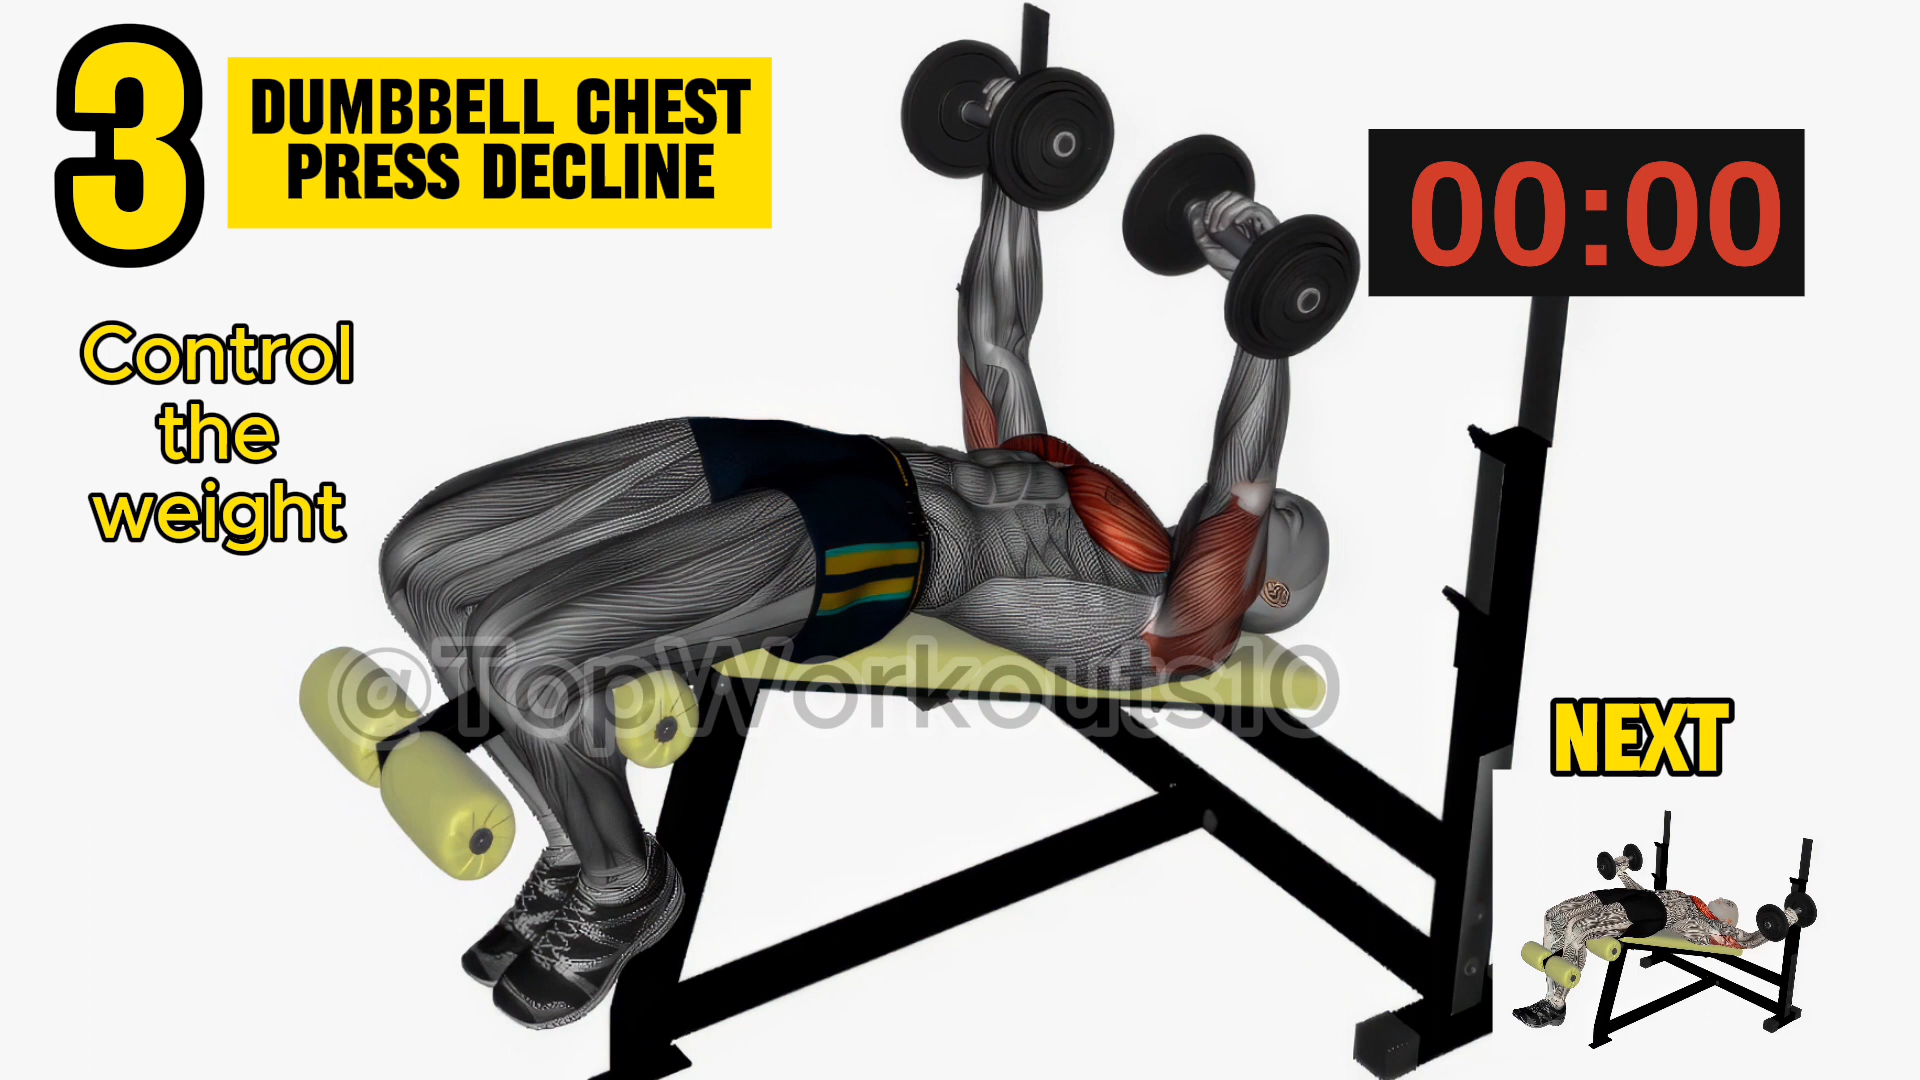 3
DUMBBELL CHEST
PRESS DECLINE
00:00
Control
the
weight
@TopWorkouts10
NEXT